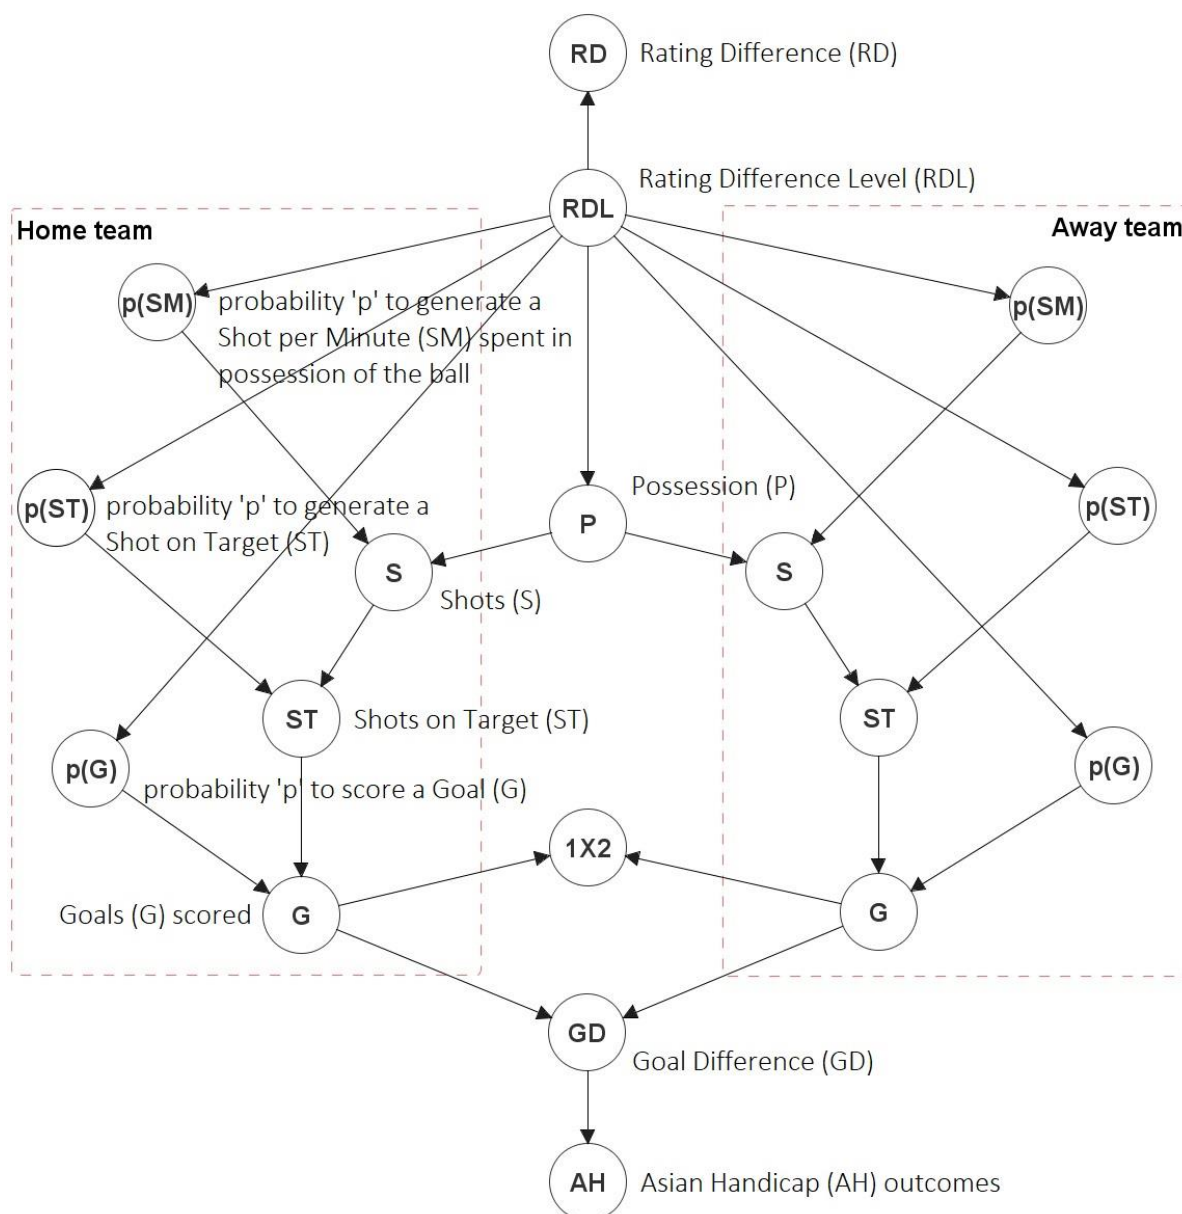 RD
Rating Difference (RD)
Rating Difference Level (RDL)
RDL
Home team
Away team
p(SM)
probability 'p' to generate a
Shot per Minute (SM) spent in
possession of the ball
p(SM)
p(ST)
probability 'p' to generate a
Shot on Target (ST)
Possession (P)
P
p(ST)
S
Shots (S)
S
ST
Shots on Target (ST)
ST
p(G)
probability 'p' to score a Goal (G)
p(G)
1X2
Goals (G) scored
G
G
GD
Goal Difference (GD)
AH
Asian Handicap (AH) outcomes